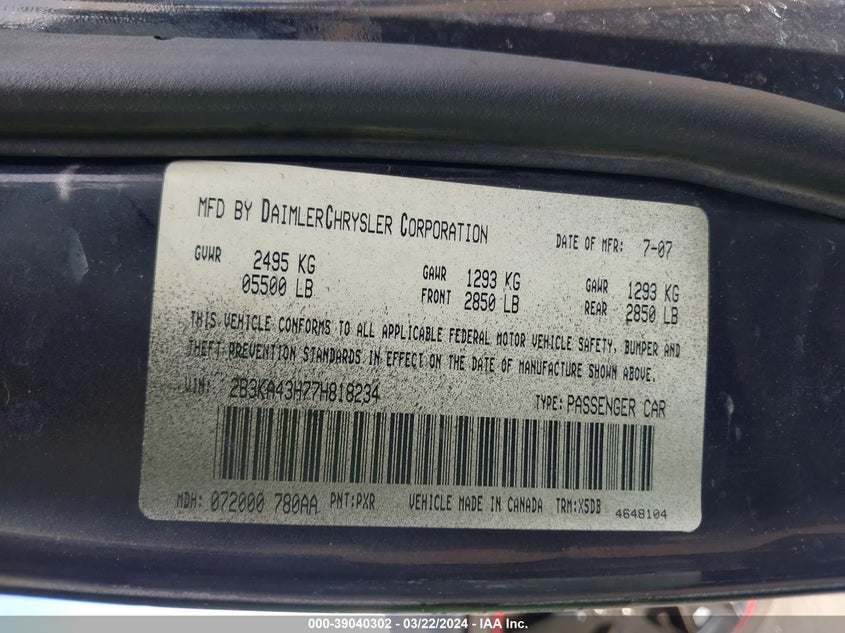 MFD BY DAIMLERCHRYSLER CORPORATION DATE OF MFR: 7-07
GVWR 2495 KG GAWR 1293 KG GAWR 1293 KG
05500 LB FRONT 2850 LB REAR 2850 LB
THIS VEHICLE CONFORMS TO ALL APPLICABLE FEDERAL MOTOR VEHICLE SAFETY, BUMPER AND
THEFT PREVENTION STANDARDS IN EFFECT ON THE DATE OF MANUFACTURE SHOWN ABOVE.
VIN: 2B3KA43H77H818234 TYPE: PASSENGER CAR
MDH: 072000 780AA PNT:PXR VEHICLE MADE IN CANADA TRM:X5DB
4648104
000-39040302 - 03/22/2024 - IAA Inc.